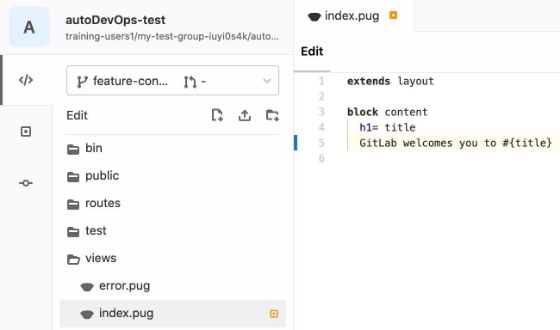 A
autoDevOps-test
training-users1/my-test-group-iuyi0s4k/auto...
feature-con...
-
Edit
bin
public
routes
test
views
error.pug
index.pug
index.pug
Edit
1 extends layout
2
3 block content
4 h1= title
5 GitLab welcomes you to #{title}
6